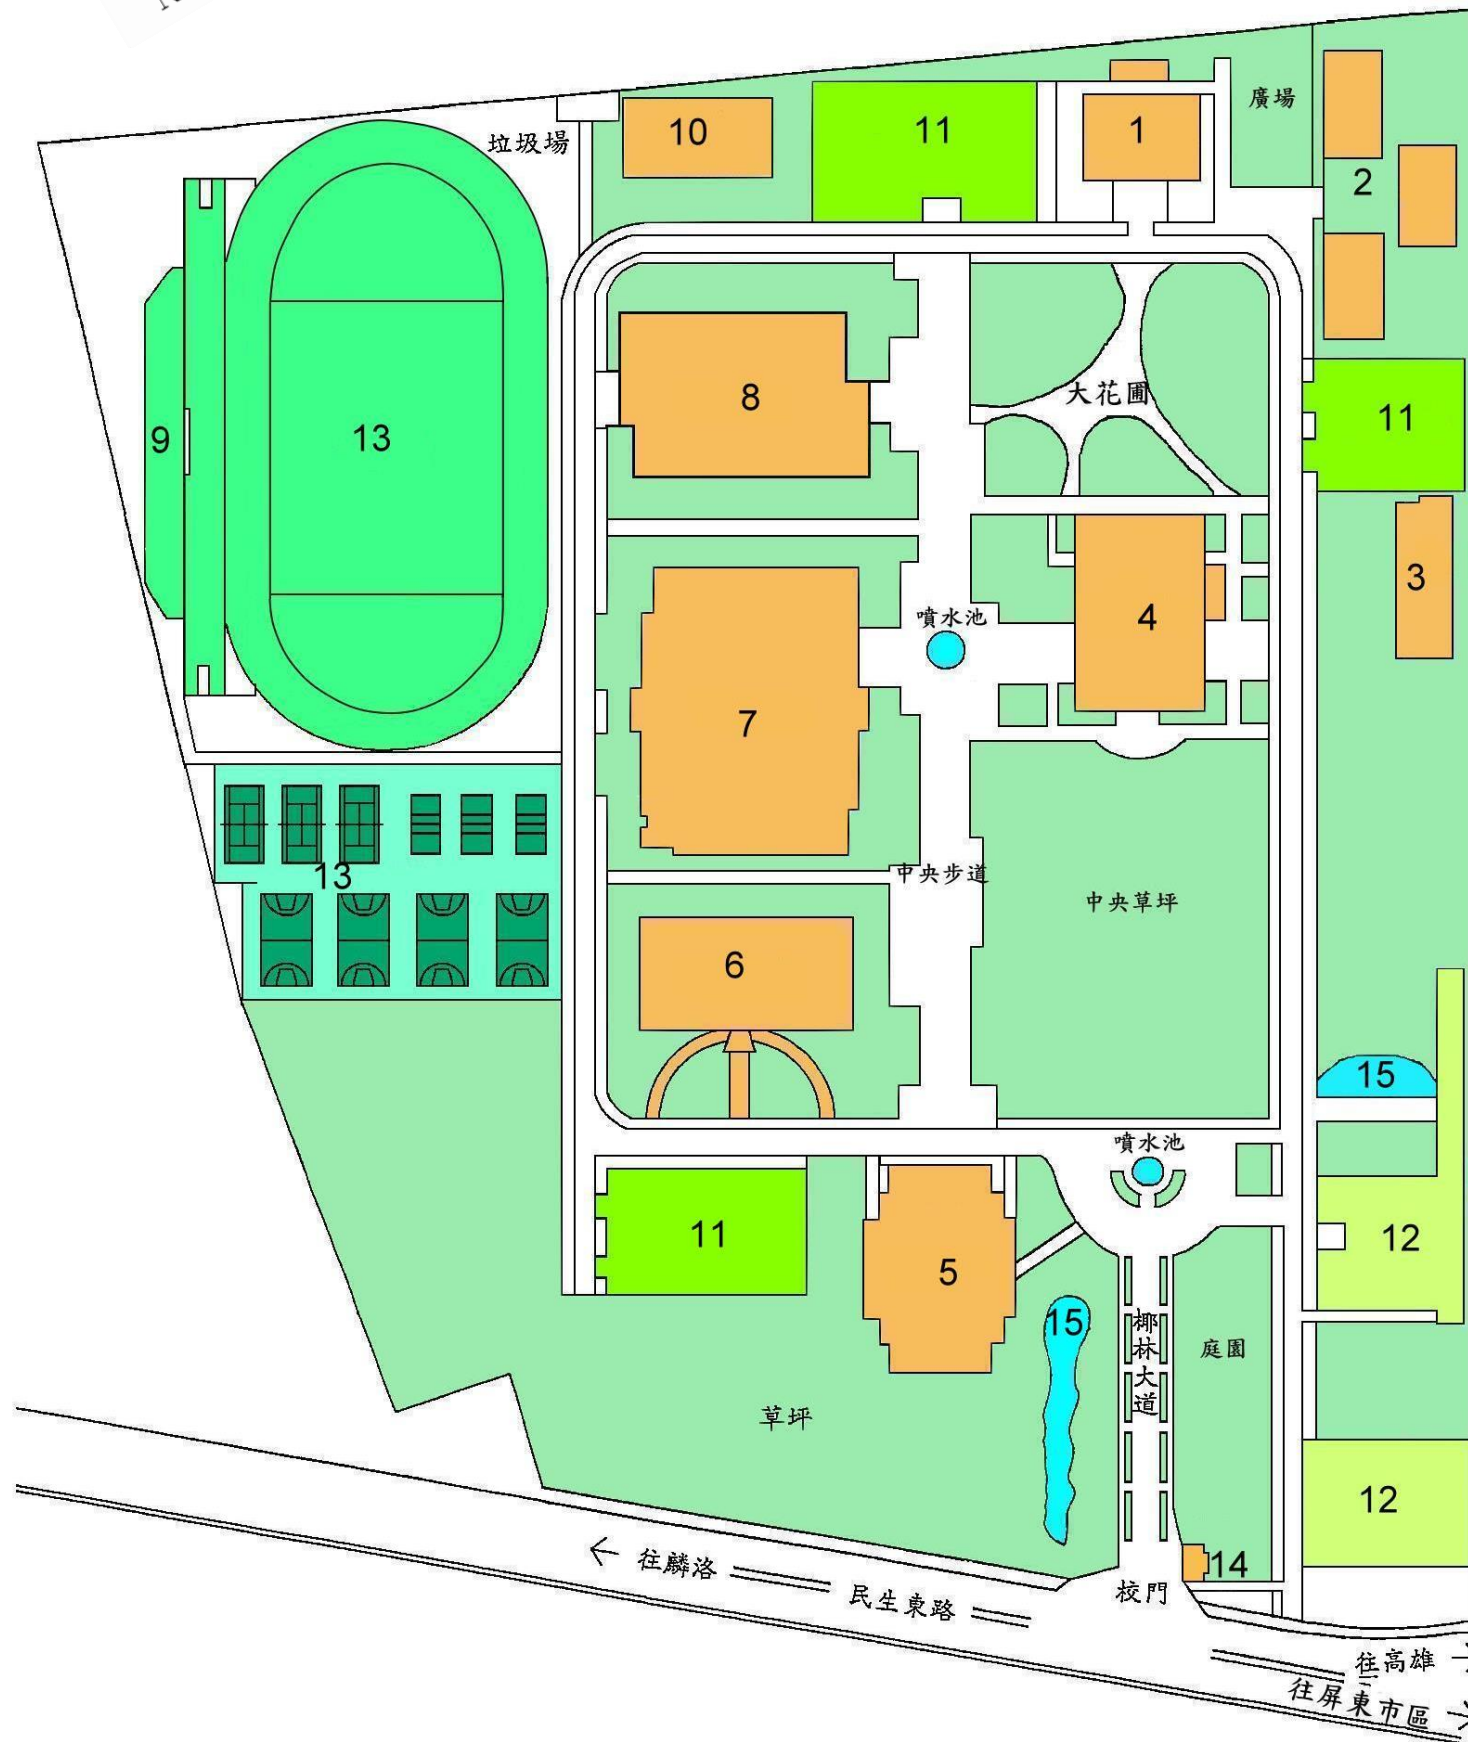 廣場
1
10
11
垃圾場
2
大花圃
8
11
13
9
3
噴水池
4
7
13
中央步道
中央草坪
6
15
噴水池
11
12
5
15
椰林大道
庭園
草坪
12
← 往麟洛
民生東路
校門
14
往高雄 →
往屏東市區 →